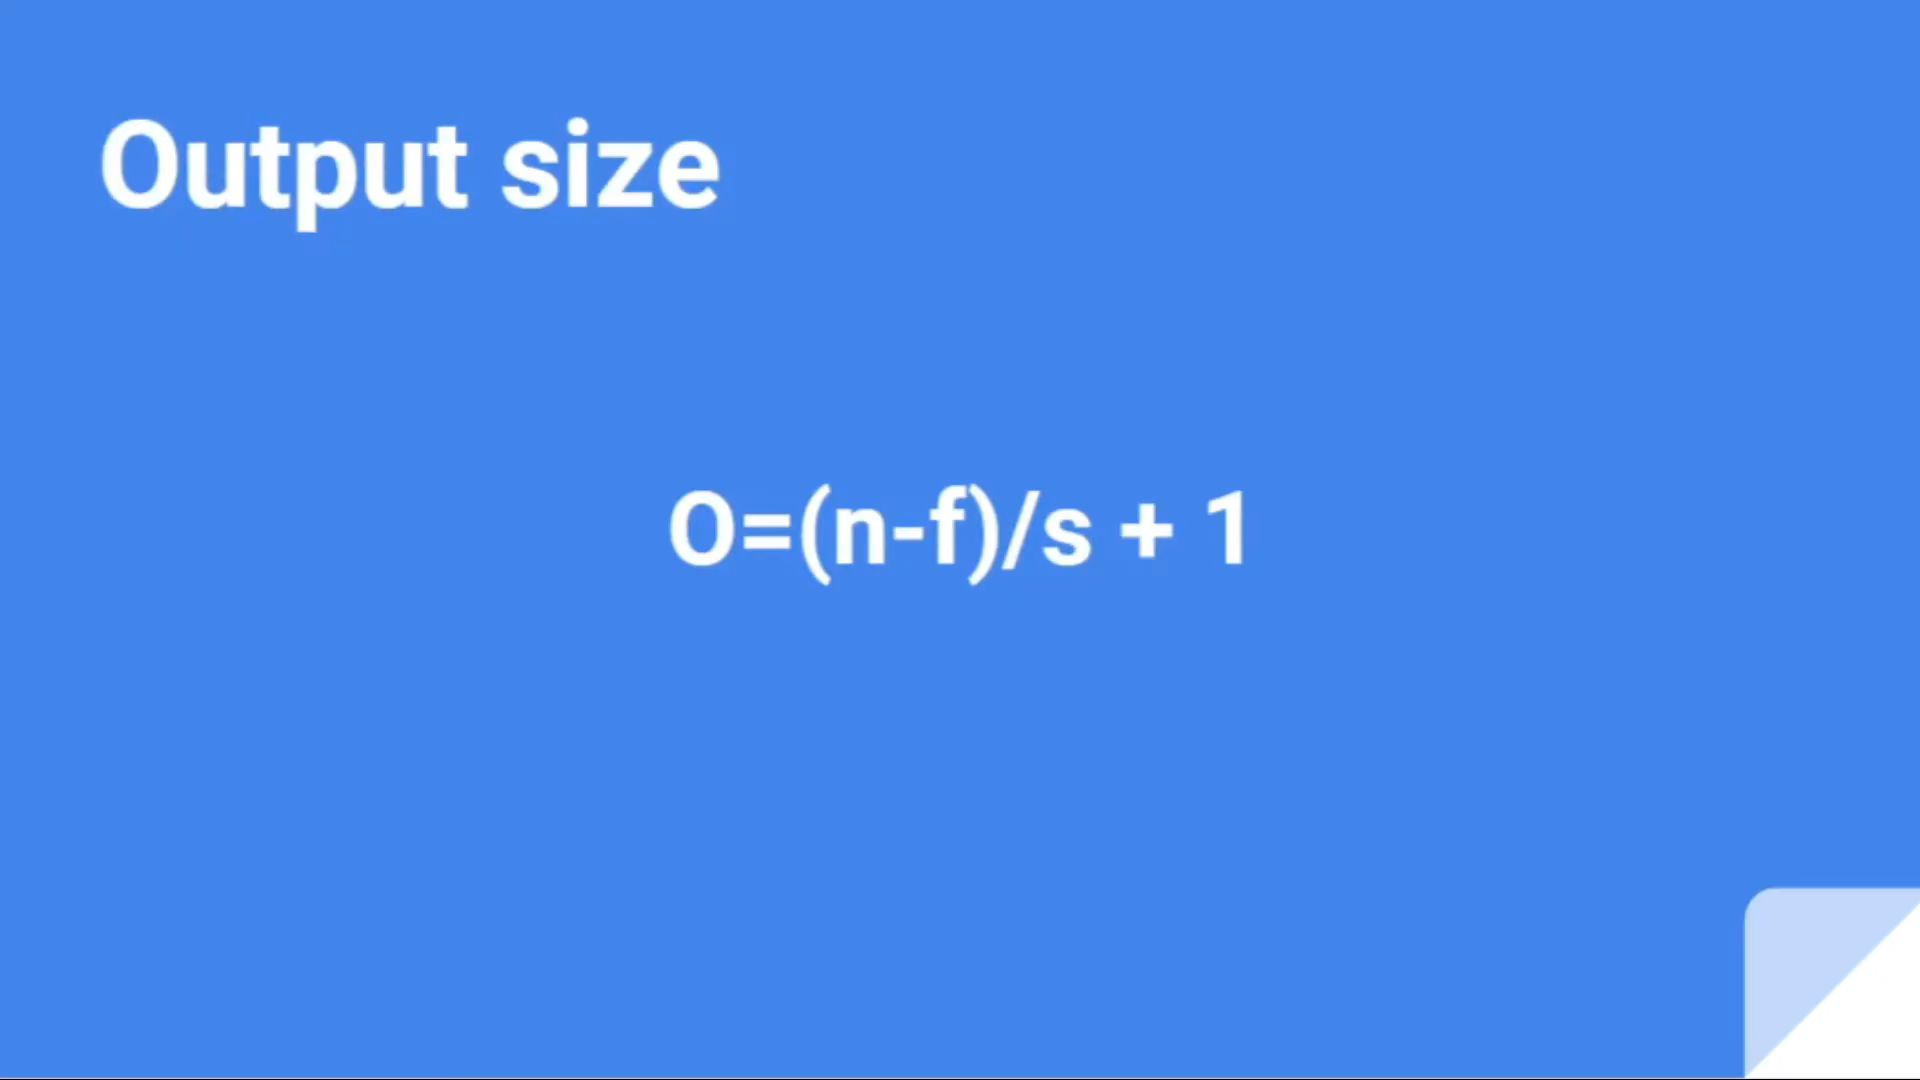 Output size
O=(n-f)/s + 1